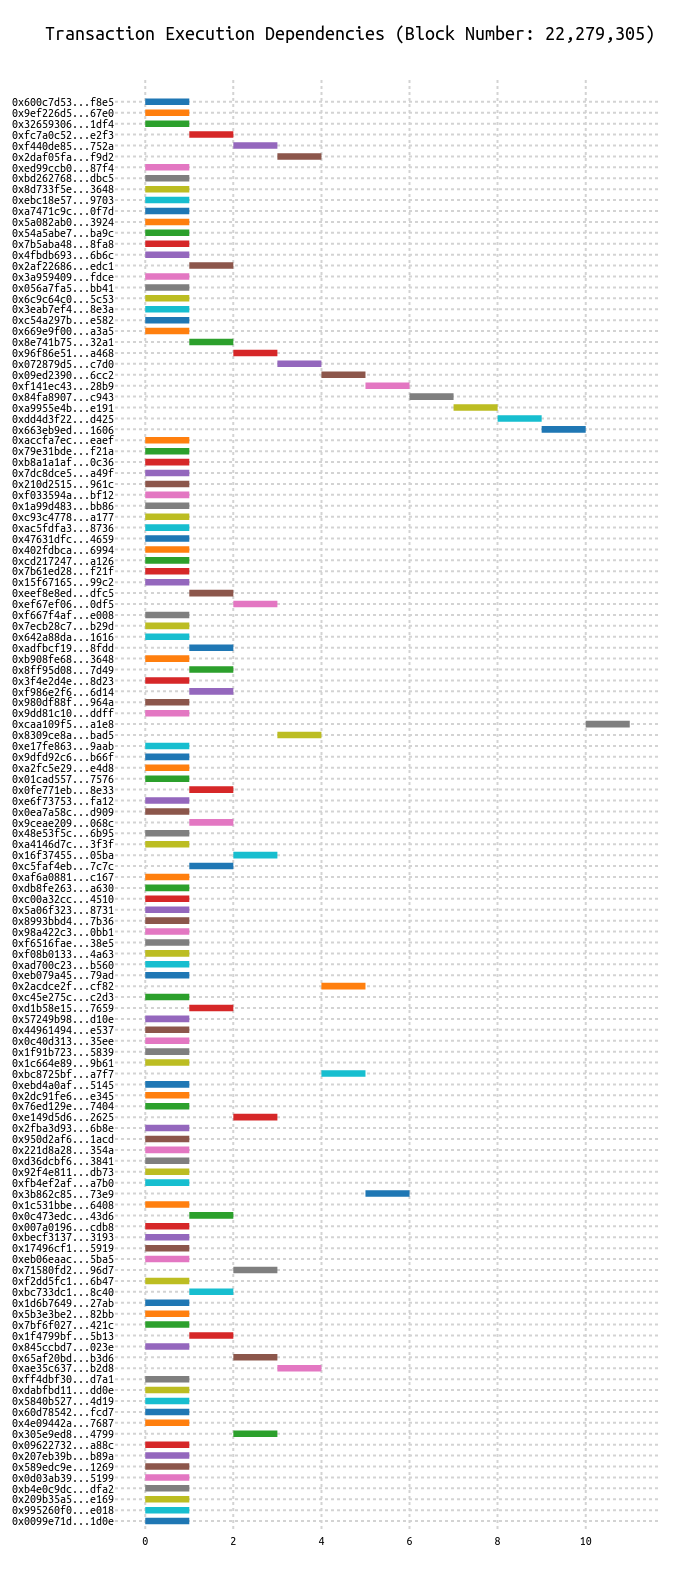 Transaction Execution Dependencies (Block Number: 22,279,305)
0x600c7d53...f8e5
0x9ef226d5...67e0
0x32659306...1df4
0xfc7a0c52...e2f3
0xf440de85...752a
0x2daf05fa...f9d2
0xed99ccb0...87f4
0xbd262768...dbc5
0x8d733f5e...3648
0xebc18e57...9703
0xa7471c9c...0f7d
0x5a082ab0...3924
0x54a5abe7...ba9c
0x7b5aba48...8fa8
0x4fbdb693...6b6c
0x2af22686...edc1
0x3a959409...fdce
0x056a7fa5...bb41
0x6c9c64c0...5c53
0x3eab7ef4...8e3a
0xc54a297b...e582
0x669e9f00...a3a5
0x8e741b75...32a1
0x96f86e51...a468
0x072879d5...c7d0
0x09ed2390...6cc2
0xf141ec43...28b9
0x84fa8907...c943
0xa9955e4b...e191
0xdd4d3f22...d425
0x663eb9ed...1606
0xaccfa7ec...eaef
0x79e31bde...f21a
0xb8a1a1af...0c36
0x7dc8dce5...a49f
0x210d2515...961c
0xf033594a...bf12
0x1a99d483...bb86
0xc93c4778...a177
0xac5fdfa3...8736
0x47631dfc...4659
0x402fdbca...6994
0xcd217247...a126
0x7b61ed28...f21f
0x15f67165...99c2
0xeef8e8ed...dfc5
0xef67ef06...0df5
0xf667f4af...e008
0x7ecb28c7...b29d
0x642a88da...1616
0xadfbcf19...8fdd
0xb908fe68...3648
0x8ff95d08...7d49
0x3f4e2d4e...8d23
0xf986e2f6...6d14
0x980df88f...964a
0x9dd81c10...ddff
0xcaa109f5...a1e8
0x8309ce8a...bad5
0xe17fe863...9aab
0x9dfd92c6...b66f
0xa2fc5e29...e4d8
0x01cad557...7576
0x0fe771eb...8e33
0xe6f73753...fa12
0x0ea7a58c...d909
0x9ceae209...068c
0x48e53f5c...6b95
0xa4146d7c...3f3f
0x16f37455...05ba
0xc5faf4eb...7c7c
0xaf6a0881...c167
0xdb8fe263...a630
0xc00a32cc...4510
0x5a06f323...8731
0x8993bbd4...7b36
0x98a422c3...0bb1
0xf6516fae...38e5
0xf08b0133...4a63
0xad700c23...b560
0xeb079a45...79ad
0x2acdce2f...cf82
0xc45e275c...c2d3
0xd1b58e15...7659
0x57249b98...d10e
0x44961494...e537
0x0c40d313...35ee
0x1f91b723...5839
0x1c664e89...9b61
0xbc8725bf...a7f7
0xebd4a0af...5145
0x2dc91fe6...e345
0x76ed129e...7404
0xe149d5d6...2625
0x2fba3d93...6b8e
0x950d2af6...1acd
0x221d8a28...354a
0xd36dcbf6...3841
0x92f4e811...db73
0xfb4ef2af...a7b0
0x3b862c85...73e9
0x1c531bbe...6408
0x0c473edc...43d6
0x007a0196...cdb8
0xbecf3137...3193
0x17496cf1...5919
0xeb06eaac...5ba5
0x71580fd2...96d7
0xf2dd5fc1...6b47
0xbc733dc1...8c40
0x1d6b7649...27ab
0x5b3e3be2...82bb
0x7bf6f027...421c
0x1f4799bf...5b13
0x845ccbd7...023e
0x65af20bd...b3d6
0xae35c637...b2d8
0xff4dbf30...d7a1
0xdabfbd11...dd0e
0x5840b527...4d19
0x60d78542...fcd7
0x4e09442a...7687
0x305e9ed8...4799
0x09622732...a88c
0x207eb39b...b89a
0x589edc9e...1269
0x0d03ab39...5199
0xb4e0c9dc...dfa2
0x209b35a5...e169
0x995260f0...e018
0x0099e71d...1d0e
0 2 4 6 8 10